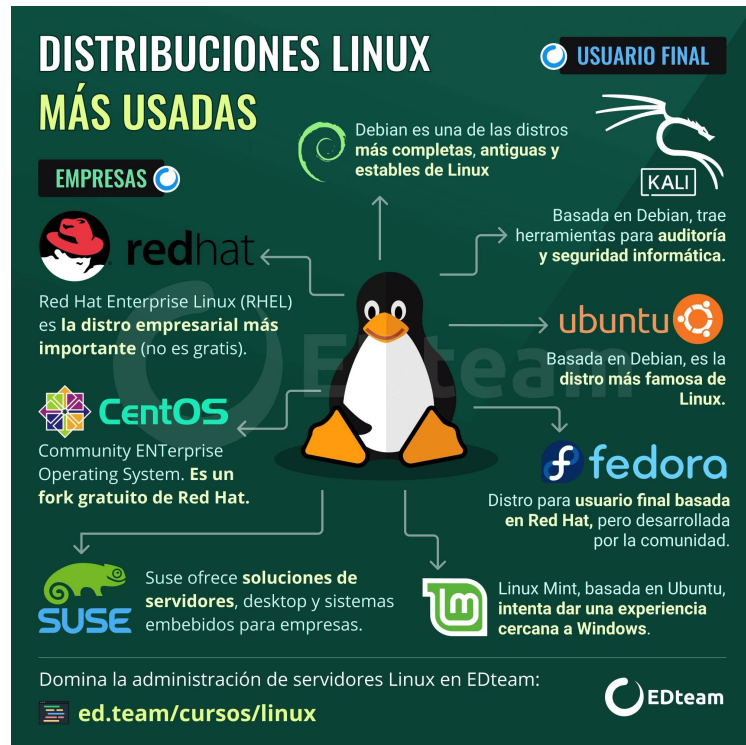 DISTRIBUCIONES LINUX
MÁS USADAS
USUARIO FINAL
EMPRESAS
Debian es una de las distros
más completas, antiguas y
estables de Linux
KALI
Basada en Debian, trae
herramientas para auditoría
y seguridad informática.
redhat
Red Hat Enterprise Linux (RHEL)
es la distro empresarial más
importante (no es gratis).
ubuntu
Basada en Debian, es la
distro más famosa de
Linux.
EDteam
CentOS
Community ENTerprise
Operating System. Es un
fork gratuito de Red Hat.
fedora
Distro para usuario final basada
en Red Hat, pero desarrollada
por la comunidad.
SUSE
Suse ofrece soluciones de
servidores, desktop y sistemas
embebidos para empresas.
lm
Linux Mint, basada en Ubuntu,
intenta dar una experiencia
cercana a Windows.
Domina la administración de servidores Linux en EDteam:
ed.team/cursos/linux
EDteam